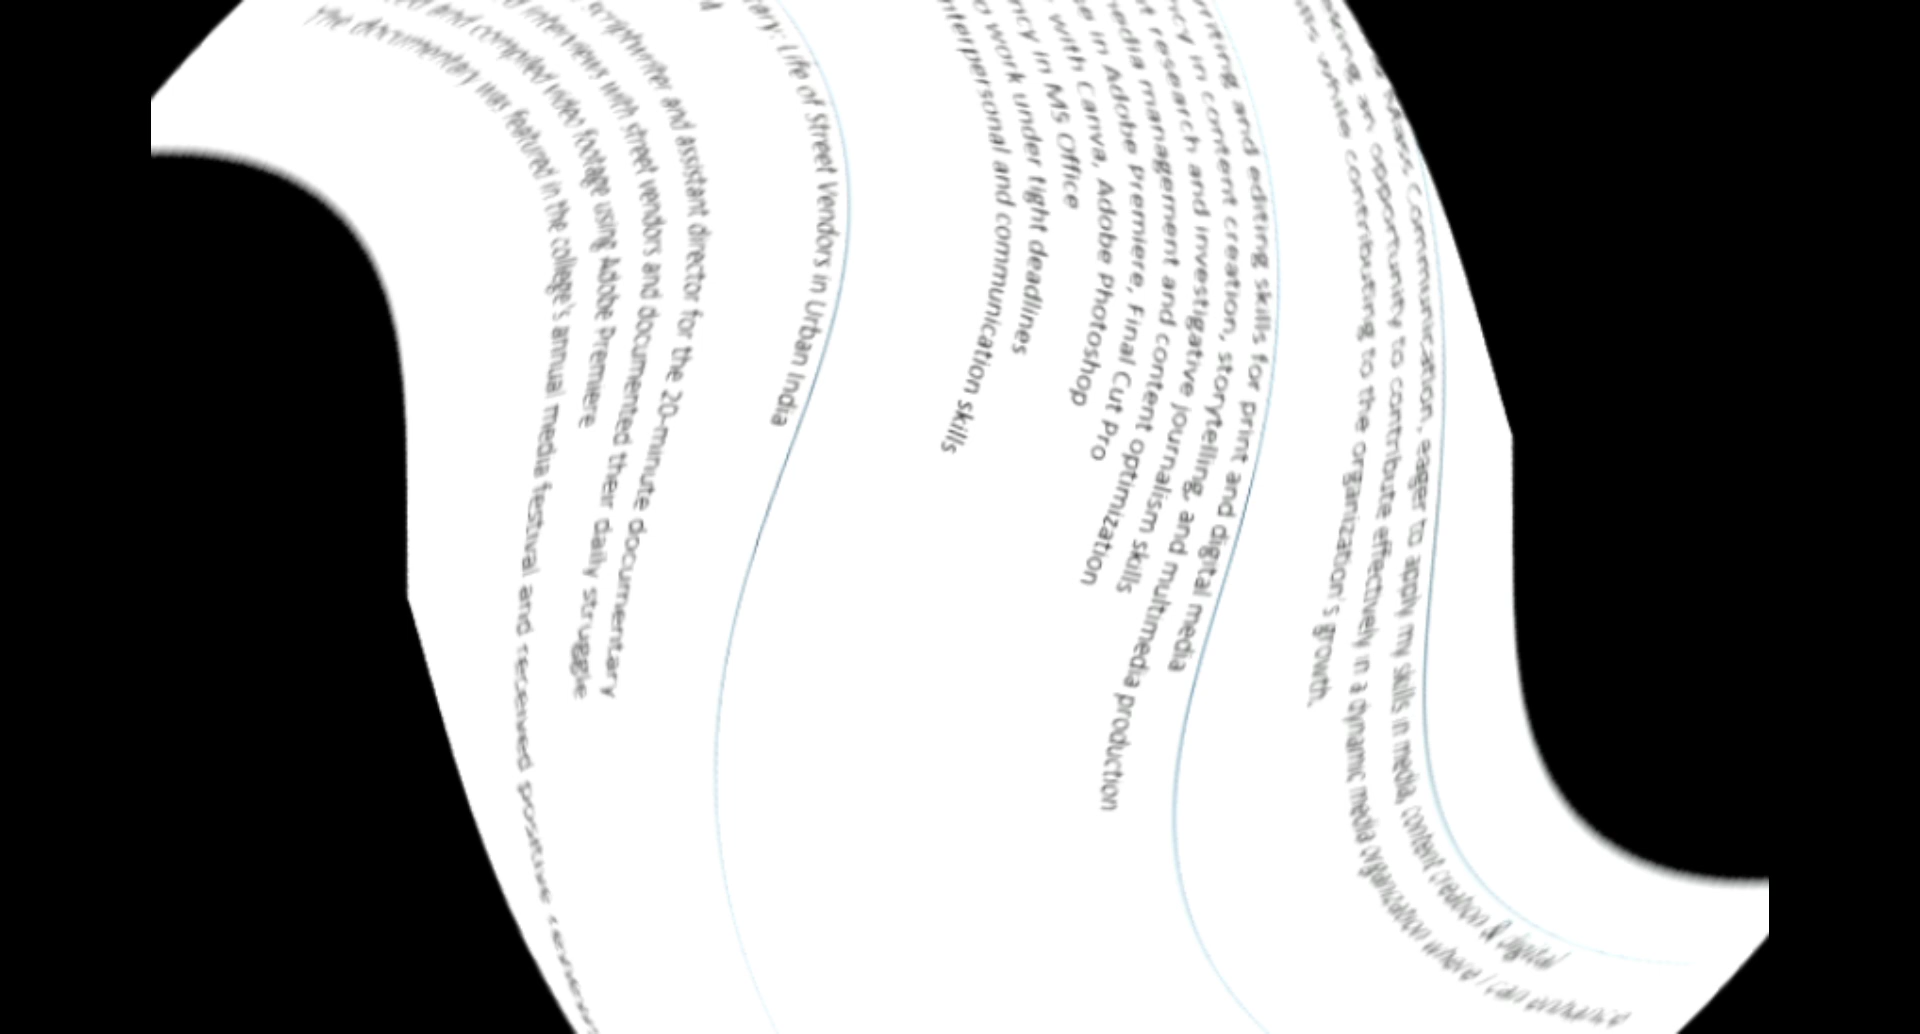 Mass Communication, eager to apply my skills in media, content creation & digital
an opportunity to contribute effectively in a dynamic media organization where I can enhance
while contributing to the organization's growth.
writing and editing skills for print and digital media
in content creation, storytelling, and multimedia production
research and investigative journalism skills
media management and content optimization
in Adobe Premiere, Final Cut Pro
with Canva, Adobe Photoshop
in MS Office
work under tight deadlines
interpersonal and communication skills
Life of Street Vendors in Urban India
scriptwriter and assistant director for the 20-minute documentary
interviews with street vendors and documented their daily struggle
and compiled video footage using Adobe Premiere
The documentary was featured in the college's annual media festival and received positive